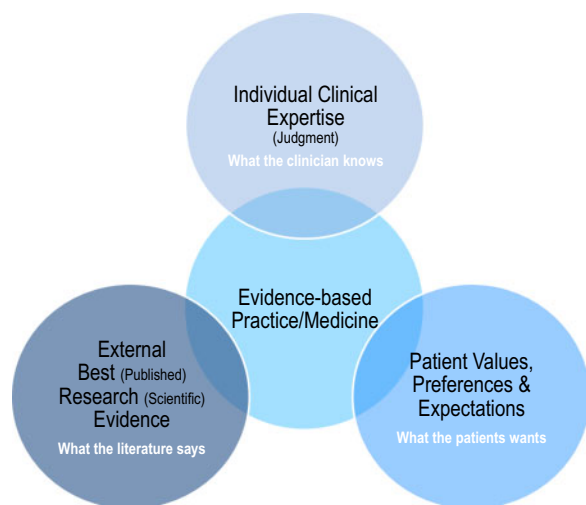 Individual Clinical
Expertise
(Judgment)
What the clinician knows
Evidence-based
Practice/Medicine
External
Best (Published)
Research (Scientific)
Evidence
What the literature says
Patient Values,
Preferences &
Expectations
What the patients wants